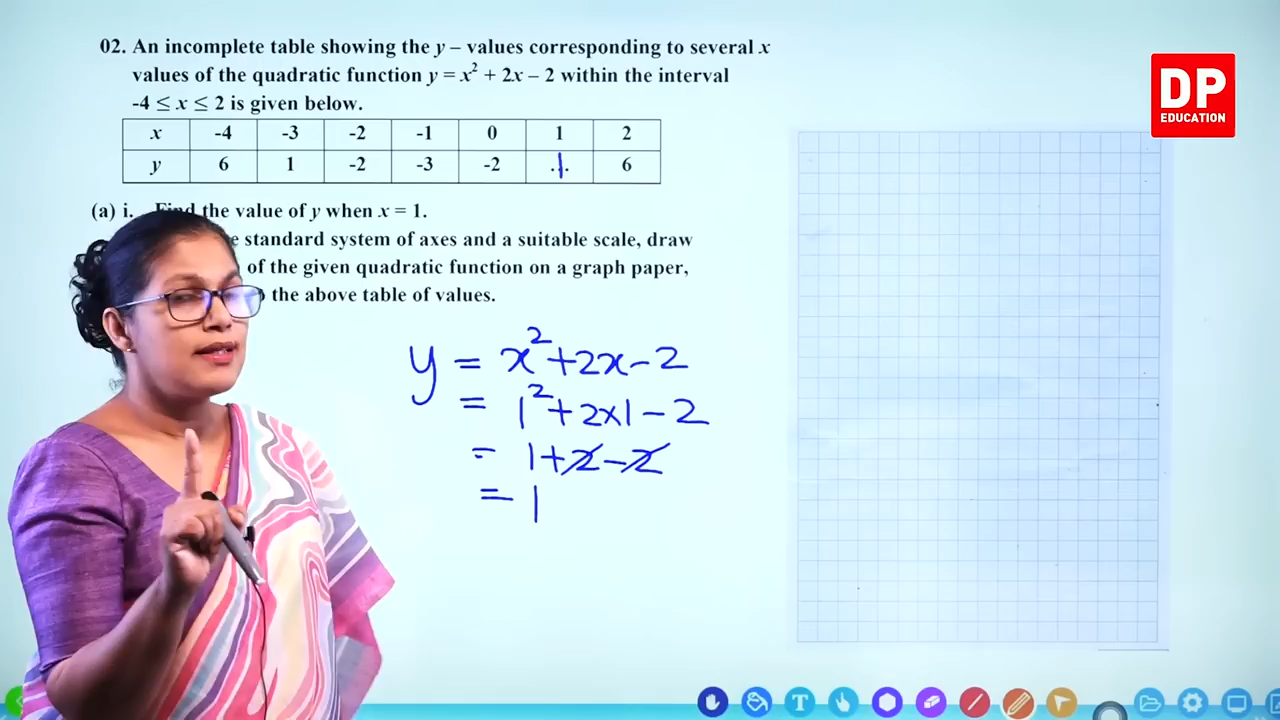 02. An incomplete table showing the y – values corresponding to several x
values of the quadratic function y = x² + 2x – 2 within the interval
-4 ≤ x ≤ 2 is given below.
x -4 -3 -2 -1 0 1 2
y 6 1 -2 -3 -2 .1. 6
(a) i. Find the value of y when x = 1.
standard system of axes and a suitable scale, draw
of the given quadratic function on a graph paper,
the above table of values.
y = x² + 2x - 2
= 1² + 2x1 - 2
= 1 + 2 - 2
= 1
DP
EDUCATION
T